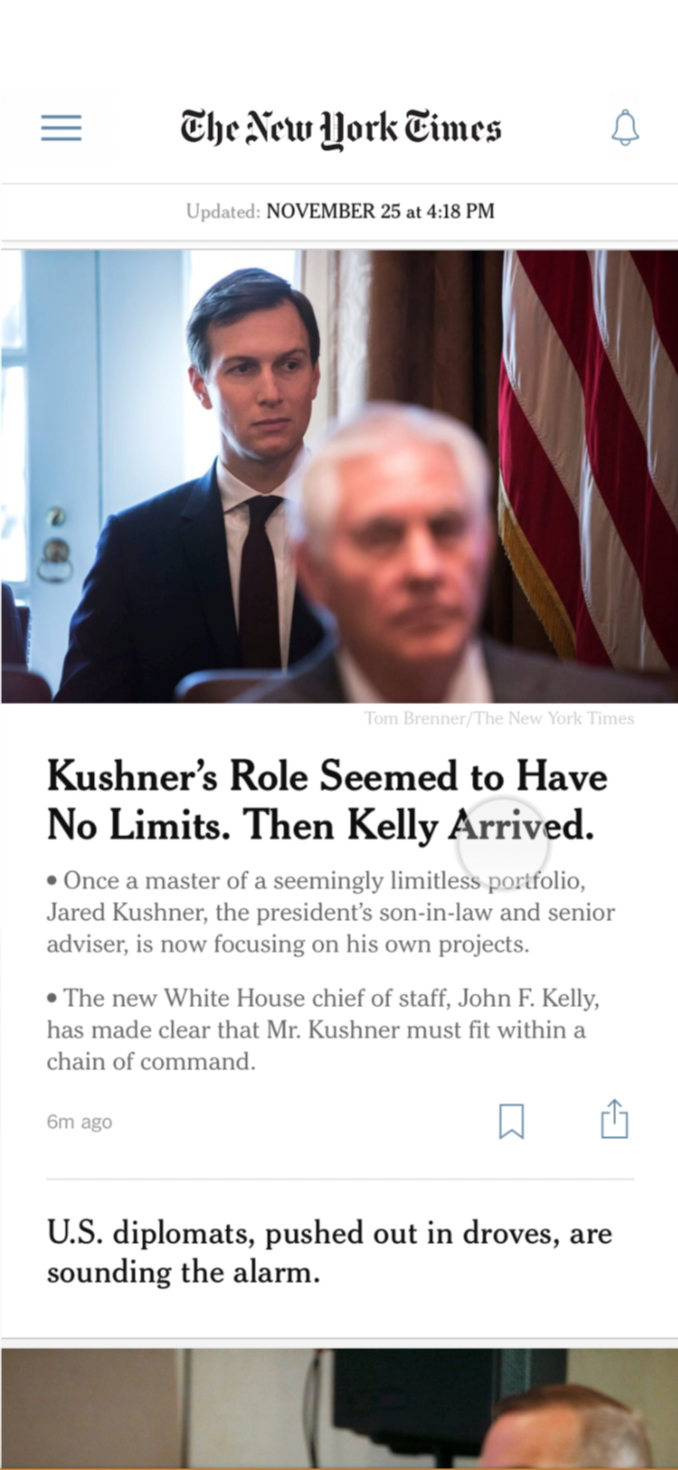 The New York Times
Updated: NOVEMBER 25 at 4:18 PM
Tom Brenner/The New York Times
Kushner’s Role Seemed to Have
No Limits. Then Kelly Arrived.
• Once a master of a seemingly limitless portfolio,
Jared Kushner, the president’s son-in-law and senior
adviser, is now focusing on his own projects.
• The new White House chief of staff, John F. Kelly,
has made clear that Mr. Kushner must fit within a
chain of command.
6m ago
U.S. diplomats, pushed out in droves, are
sounding the alarm.